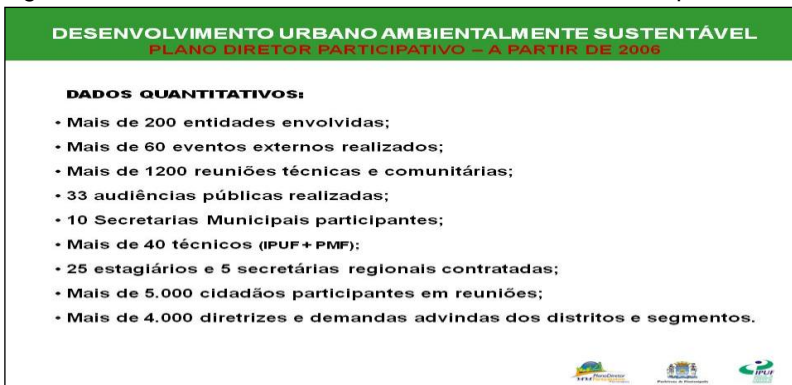 DESENVOLVIMENTO URBANO AMBIENTALMENTE SUSTENTÁVEL
PLANO DIRETOR PARTICIPATIVO – A PARTIR DE 2006
DADOS QUANTITATIVOS:
• Mais de 200 entidades envolvidas;
• Mais de 60 eventos externos realizados;
• Mais de 1200 reuniões técnicas e comunitárias;
• 33 audiências públicas realizadas;
• 10 Secretarias Municipais participantes;
• Mais de 40 técnicos (IPUF+PMF);
• 25 estagiários e 5 secretárias regionais contratadas;
• Mais de 5.000 cidadãos participantes em reuniões;
• Mais de 4.000 diretrizes e demandas advindas dos distritos e segmentos.
IPUF